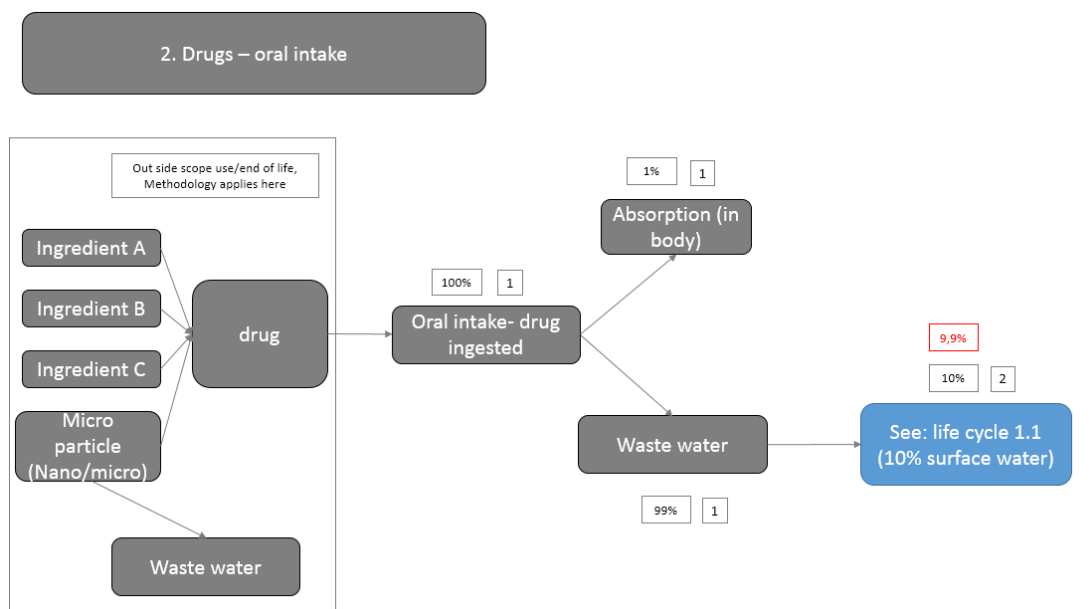 2. Drugs – oral intake
Out side scope use/end of life,
Methodology applies here
Ingredient A
Ingredient B
Ingredient C
Micro
particle
(Nano/micro)
drug
Waste water
100%
1
Oral intake- drug
ingested
1%
1
Absorption (in
body)
Waste water
99%
1
9,9%
10%
2
See: life cycle 1.1
(10% surface water)